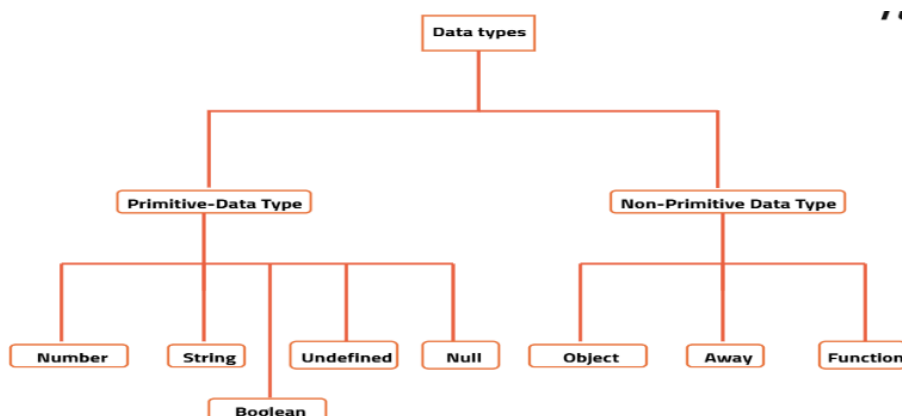 Data types
Primitive-Data Type
Non-Primitive Data Type
Number
String
Undefined
Null
Object
Away
Function
Boolean